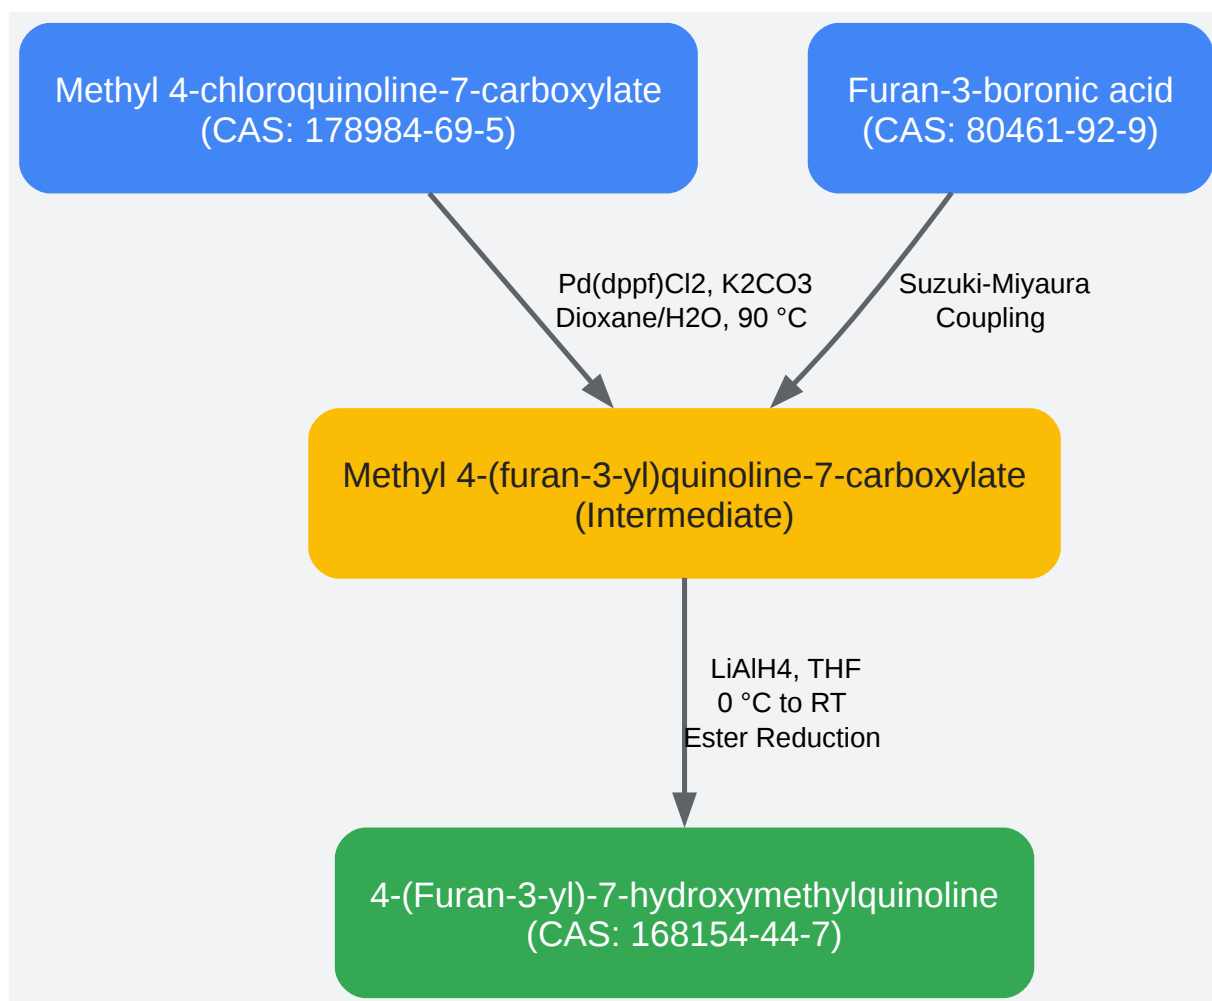 Methyl 4-chloroquinoline-7-carboxylate
(CAS: 178984-69-5)
Furan-3-boronic acid
(CAS: 80461-92-9)
Pd(dppf)Cl2, K2CO3
Dioxane/H2O, 90 °C
Suzuki-Miyaura
Coupling
Methyl 4-(furan-3-yl)quinoline-7-carboxylate
(Intermediate)
LiAlH4, THF
0 °C to RT
Ester Reduction
4-(Furan-3-yl)-7-hydroxymethylquinoline
(CAS: 168154-44-7)